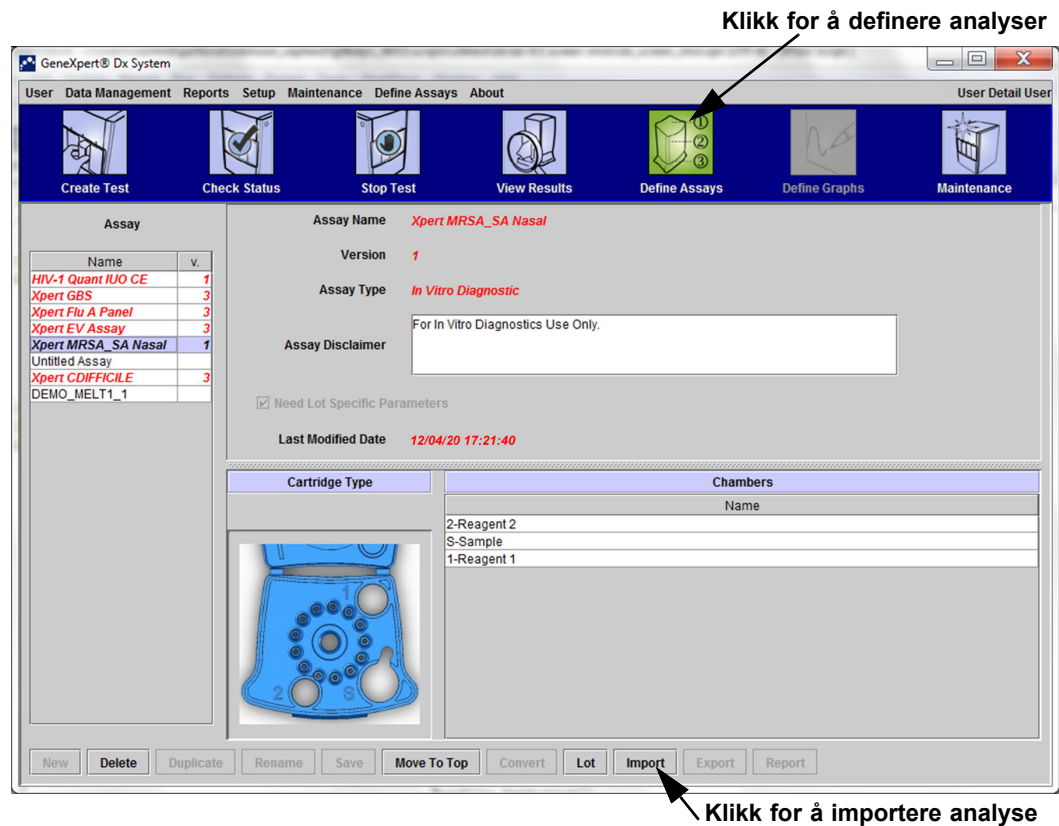 Klikk for å definere analyser
GeneXpert® Dx System
User Data Management Reports Setup Maintenance Define Assays About User Detail User
Create Test Check Status Stop Test View Results Define Assays Define Graphs Maintenance
1
2
3
Assay
Name v.
HIV-1 Quant IUO CE 1
Xpert GBS 3
Xpert Flu A Panel 3
Xpert EV Assay 3
Xpert MRSA_SA Nasal 1
Untitled Assay
Xpert CDIFFICILE 3
DEMO_MELT1_1
Assay Name Xpert MRSA_SA Nasal
Version 1
Assay Type In Vitro Diagnostic
Assay Disclaimer For In Vitro Diagnostics Use Only.
Need Lot Specific Parameters
Last Modified Date 12/04/20 17:21:40
Cartridge Type
1
2 S
Chambers
Name
2-Reagent 2
S-Sample
1-Reagent 1
New Delete Duplicate Rename Save Move To Top Convert Lot Import Export Report
Klikk for å importere analyse